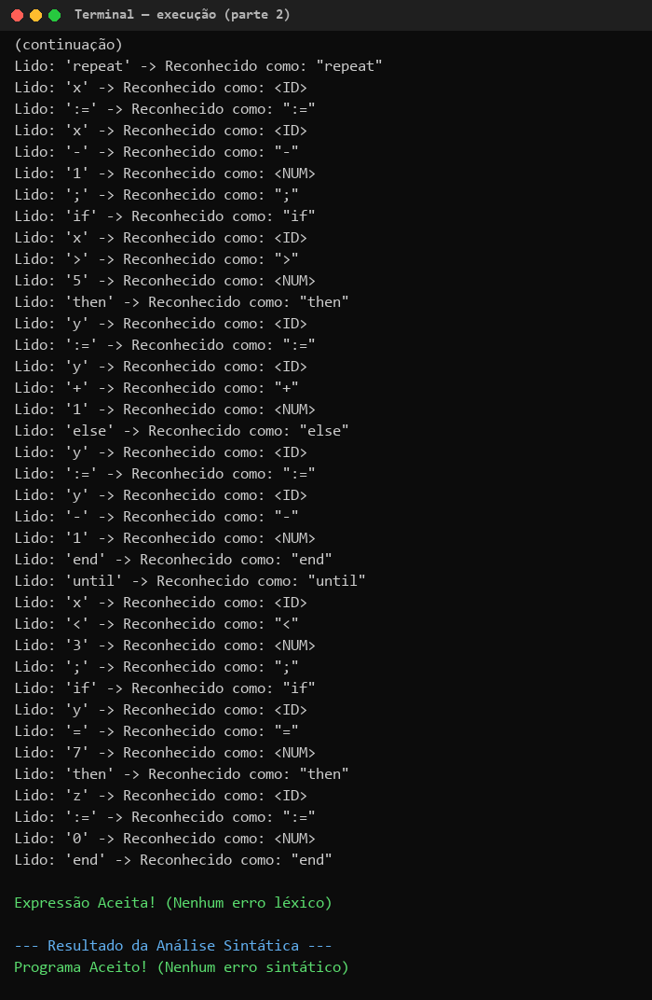 Terminal — execução (parte 2)
(continuação)
Lido: 'repeat' -> Reconhecido como: "repeat"
Lido: 'x' -> Reconhecido como: <ID>
Lido: ':=' -> Reconhecido como: ":="
Lido: 'x' -> Reconhecido como: <ID>
Lido: '-' -> Reconhecido como: "-"
Lido: '1' -> Reconhecido como: <NUM>
Lido: ';' -> Reconhecido como: ";"
Lido: 'if' -> Reconhecido como: "if"
Lido: 'x' -> Reconhecido como: <ID>
Lido: '>' -> Reconhecido como: ">"
Lido: '5' -> Reconhecido como: <NUM>
Lido: 'then' -> Reconhecido como: "then"
Lido: 'y' -> Reconhecido como: <ID>
Lido: ':=' -> Reconhecido como: ":="
Lido: 'y' -> Reconhecido como: <ID>
Lido: '+' -> Reconhecido como: "+"
Lido: '1' -> Reconhecido como: <NUM>
Lido: 'else' -> Reconhecido como: "else"
Lido: 'y' -> Reconhecido como: <ID>
Lido: ':=' -> Reconhecido como: ":="
Lido: 'y' -> Reconhecido como: <ID>
Lido: '-' -> Reconhecido como: "-"
Lido: '1' -> Reconhecido como: <NUM>
Lido: 'end' -> Reconhecido como: "end"
Lido: 'until' -> Reconhecido como: "until"
Lido: 'x' -> Reconhecido como: <ID>
Lido: '<' -> Reconhecido como: "<"
Lido: '3' -> Reconhecido como: <NUM>
Lido: ';' -> Reconhecido como: ";"
Lido: 'if' -> Reconhecido como: "if"
Lido: 'y' -> Reconhecido como: <ID>
Lido: '=' -> Reconhecido como: "="
Lido: '7' -> Reconhecido como: <NUM>
Lido: 'then' -> Reconhecido como: "then"
Lido: 'z' -> Reconhecido como: <ID>
Lido: ':=' -> Reconhecido como: ":="
Lido: '0' -> Reconhecido como: <NUM>
Lido: 'end' -> Reconhecido como: "end"
Expressão Aceita! (Nenhum erro léxico)
--- Resultado da Análise Sintática ---
Programa Aceito! (Nenhum erro sintático)